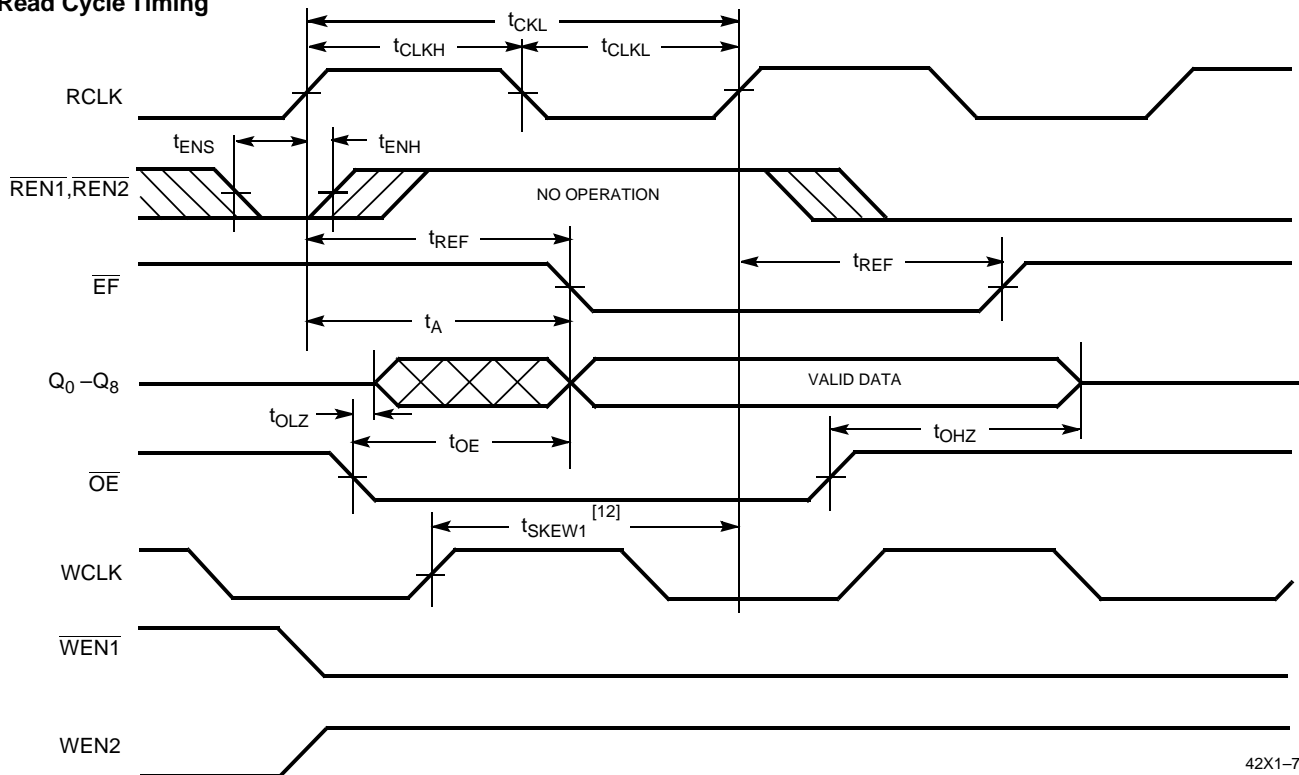 Read Cycle Timing
tCKL
tCLKH
tCLKL
RCLK
tENS
tENH
REN1,REN2
NO OPERATION
tREF
tREF
EF
tA
Q0 –Q8
VALID DATA
tOLZ
tOE
tOHZ
OE
tSKEW1 [12]
WCLK
WEN1
WEN2
42X1–7